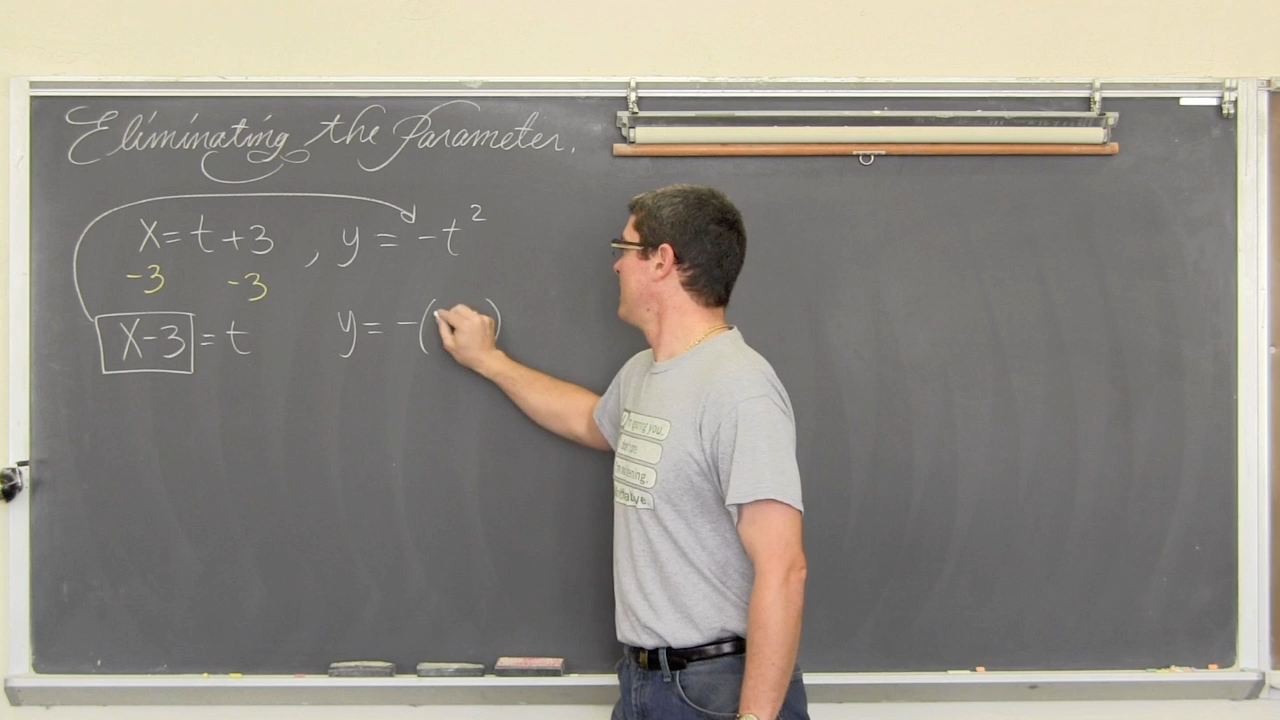 Eliminating the Parameter.
x = t + 3 , y = -t²
-3 -3
x-3 = t y = -( )